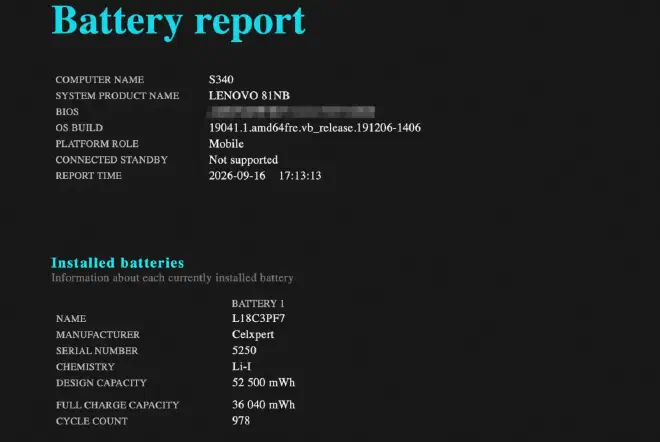 Battery report
COMPUTER NAME S340
SYSTEM PRODUCT NAME LENOVO 81NB
BIOS
OS BUILD 19041.1.amd64fre.vb_release.191206-1406
PLATFORM ROLE Mobile
CONNECTED STANDBY Not supported
REPORT TIME 2026-09-16 17:13:13
Installed batteries
Information about each currently installed battery
BATTERY 1
NAME L18C3PF7
MANUFACTURER Celxpert
SERIAL NUMBER 5250
CHEMISTRY Li-I
DESIGN CAPACITY 52 500 mWh
FULL CHARGE CAPACITY 36 040 mWh
CYCLE COUNT 978